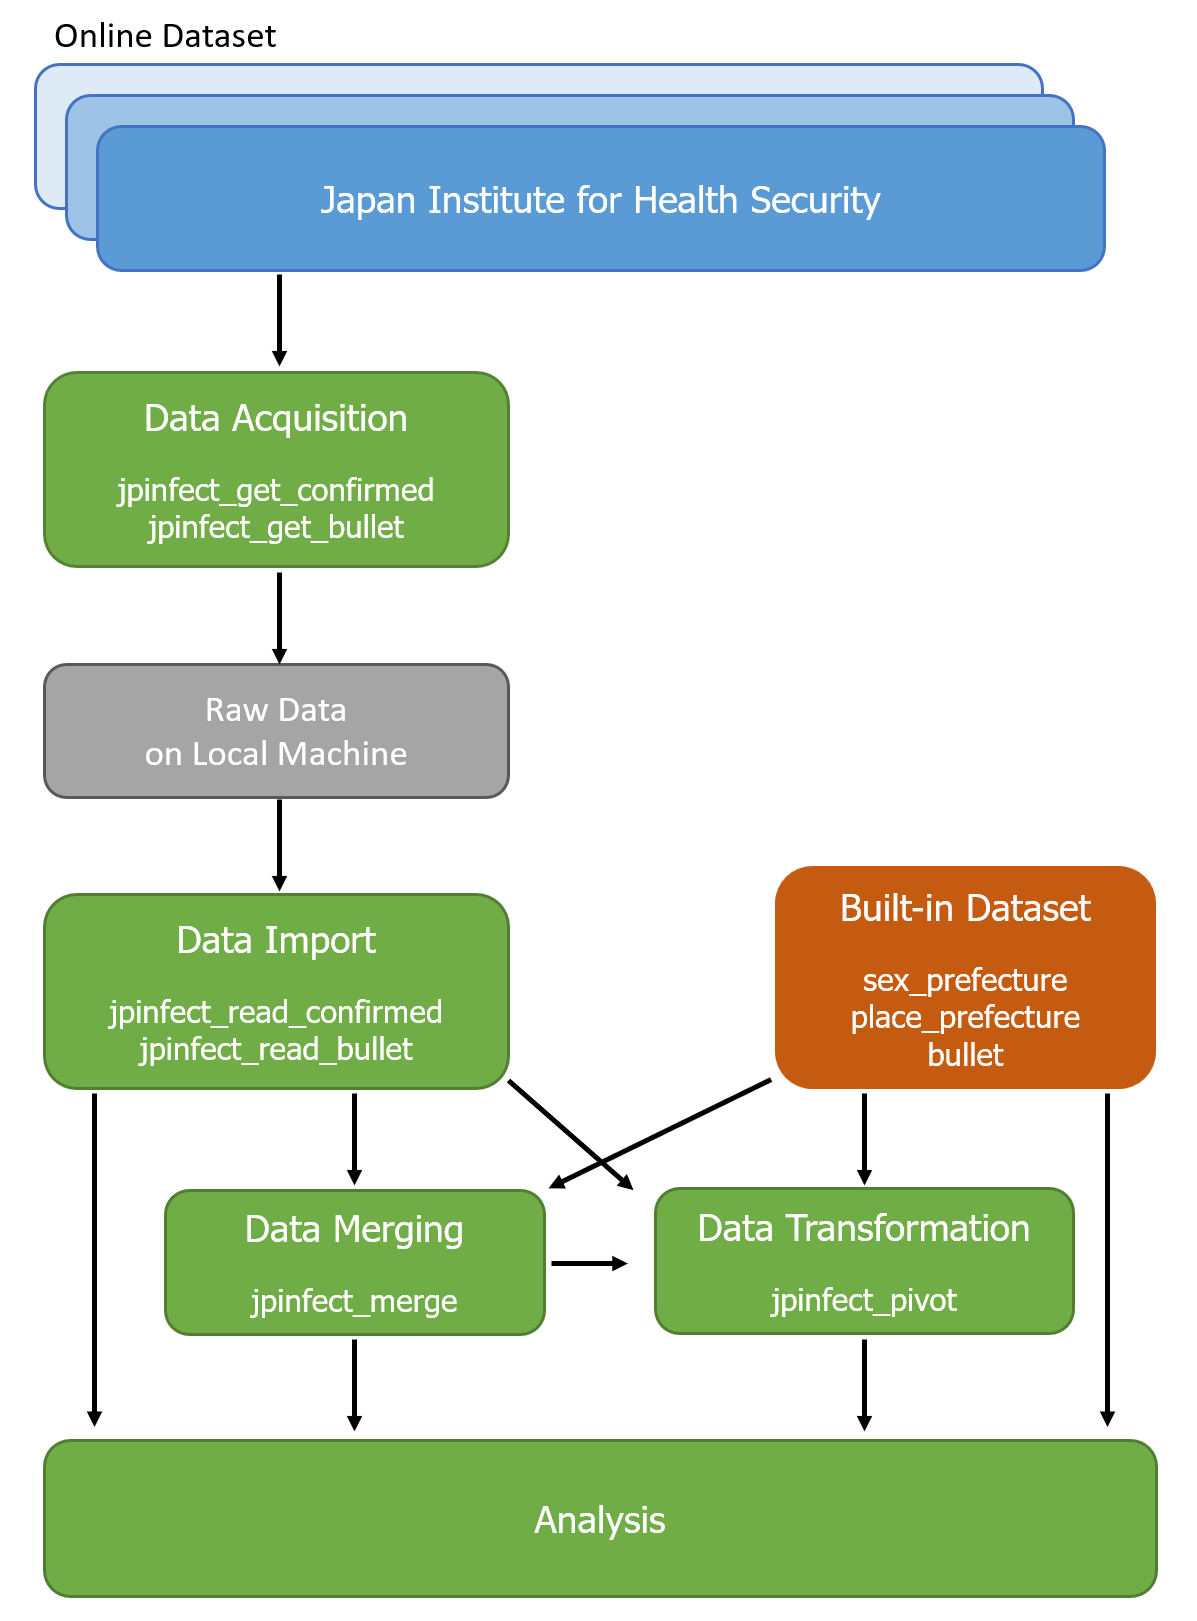 Online Dataset
Japan Institute for Health Security
Data Acquisition
jpinfect_get_confirmed
jpinfect_get_bullet
Raw Data
on Local Machine
Data Import
jpinfect_read_confirmed
jpinfect_read_bullet
Built-in Dataset
sex_prefecture
place_prefecture
bullet
Data Merging
jpinfect_merge
Data Transformation
jpinfect_pivot
Analysis